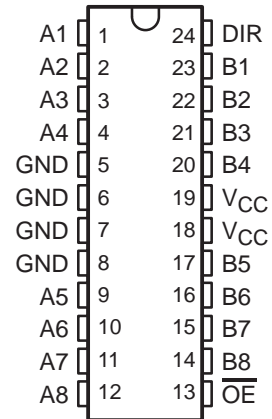 A1 1 24 DIR
A2 2 23 B1
A3 3 22 B2
A4 4 21 B3
GND 5 20 B4
GND 6 19 VCC
GND 7 18 VCC
GND 8 17 B5
A5 9 16 B6
A6 10 15 B7
A7 11 14 B8
A8 12 13 O̅E̅